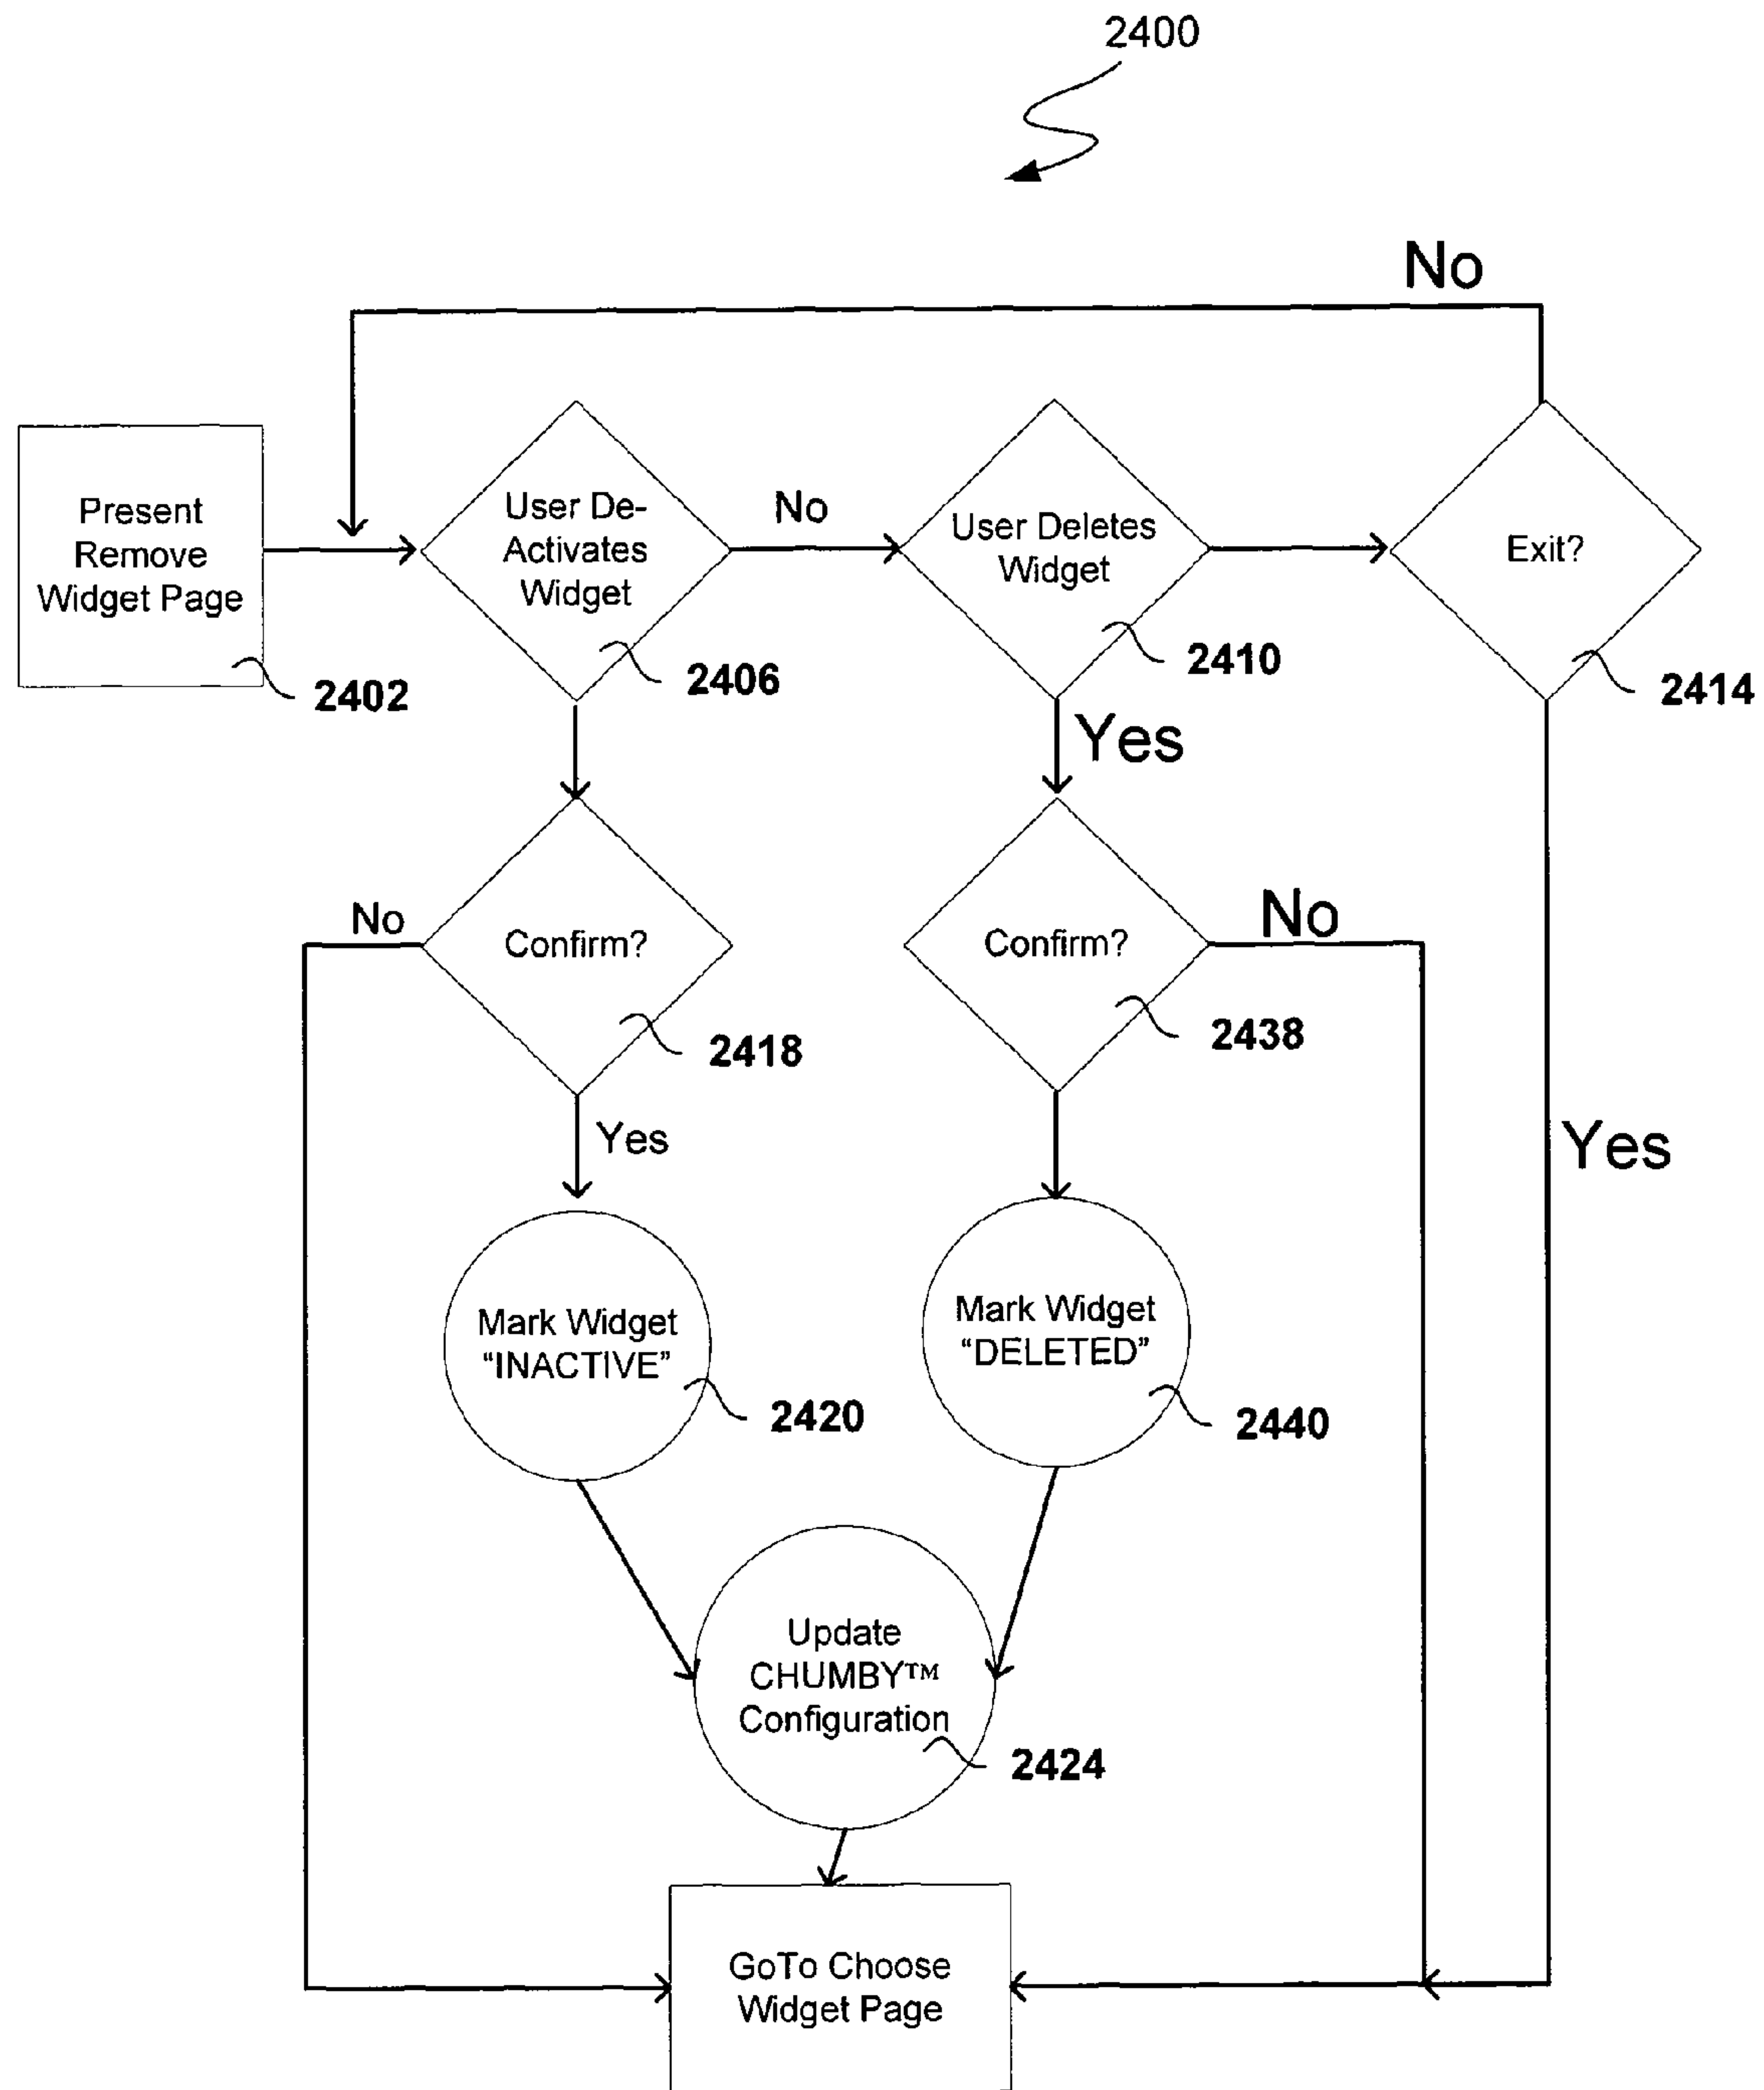 2400
No
Present
Remove
Widget Page
2402
User De-
Activates
Widget
2406
No
User Deletes
Widget
2410
Exit?
2414
Yes
Confirm?
2418
No
Yes
Confirm?
2438
No
Yes
Mark Widget
“INACTIVE”
2420
Mark Widget
“DELETED”
2440
Update
CHUMBY™
Configuration
2424
GoTo Choose
Widget Page